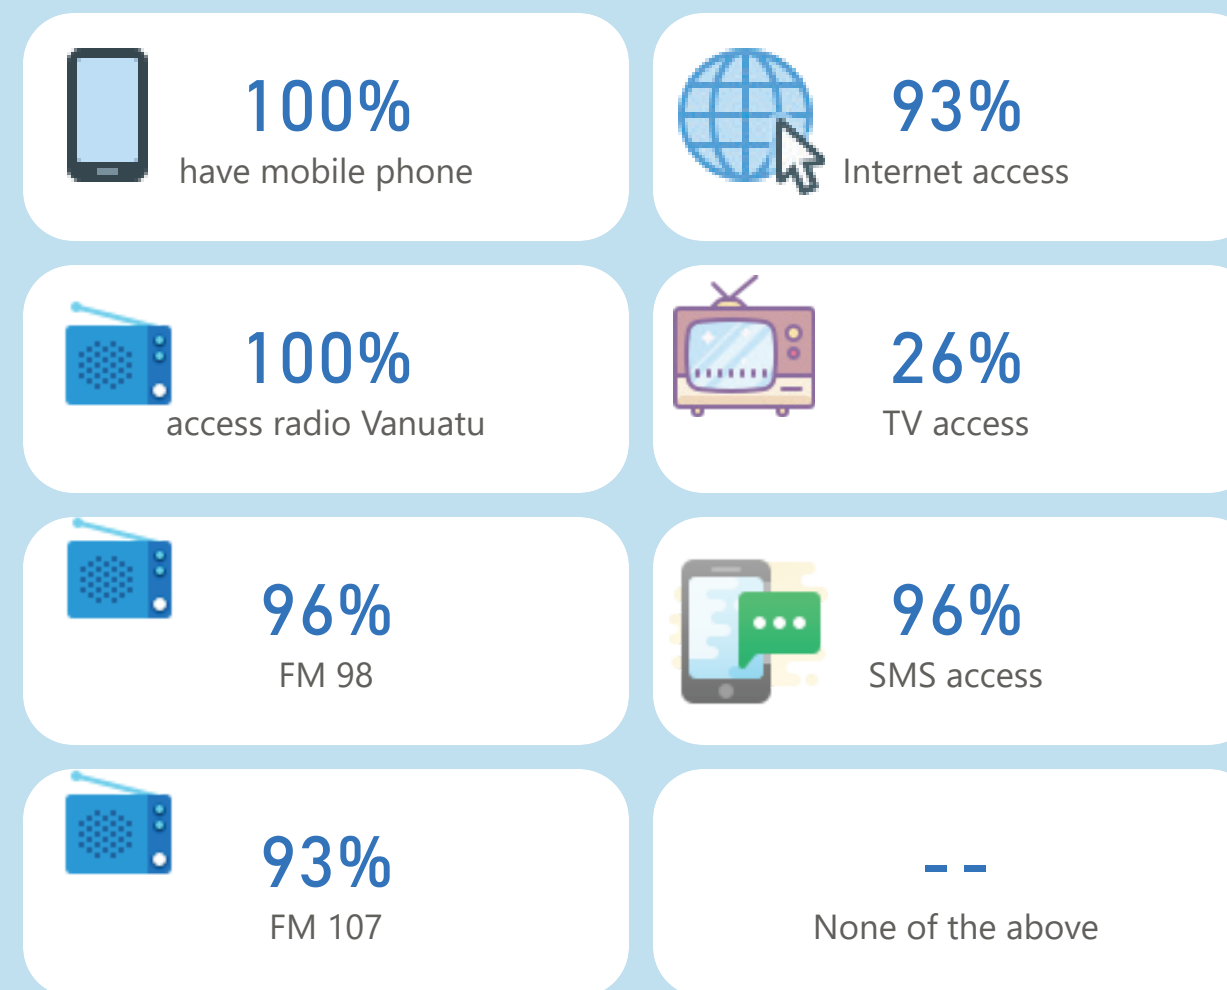 100%
have mobile phone
93%
Internet access
100%
access radio Vanuatu
26%
TV access
96%
FM 98
96%
SMS access
93%
FM 107
--
None of the above